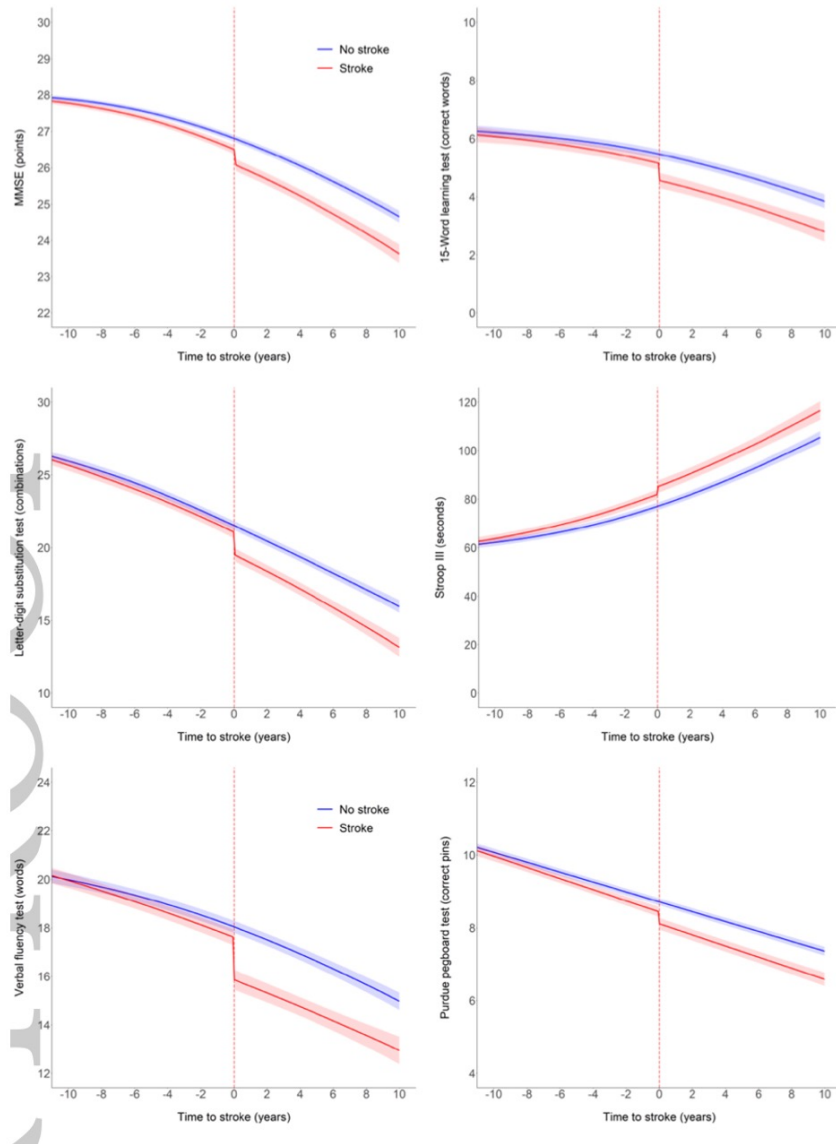 MMSE (points)
30
29
28
27
26
25
24
23
22
No stroke
Stroke
-10 -8 -6 -4 -2 0 2 4 6 8 10
Time to stroke (years)
15-Word learning test (correct words)
10
8
6
4
2
0
-10 -8 -6 -4 -2 0 2 4 6 8 10
Time to stroke (years)
Letter-digit substitution test (combinations)
30
25
20
15
10
-10 -8 -6 -4 -2 0 2 4 6 8 10
Time to stroke (years)
Stroop III (seconds)
120
100
80
60
40
20
0
-10 -8 -6 -4 -2 0 2 4 6 8 10
Time to stroke (years)
Verbal fluency test (words)
24
22
20
18
16
14
12
No stroke
Stroke
-10 -8 -6 -4 -2 0 2 4 6 8 10
Time to stroke (years)
Purdue pegboard test (correct pins)
12
10
8
6
4
-10 -8 -6 -4 -2 0 2 4 6 8 10
Time to stroke (years)